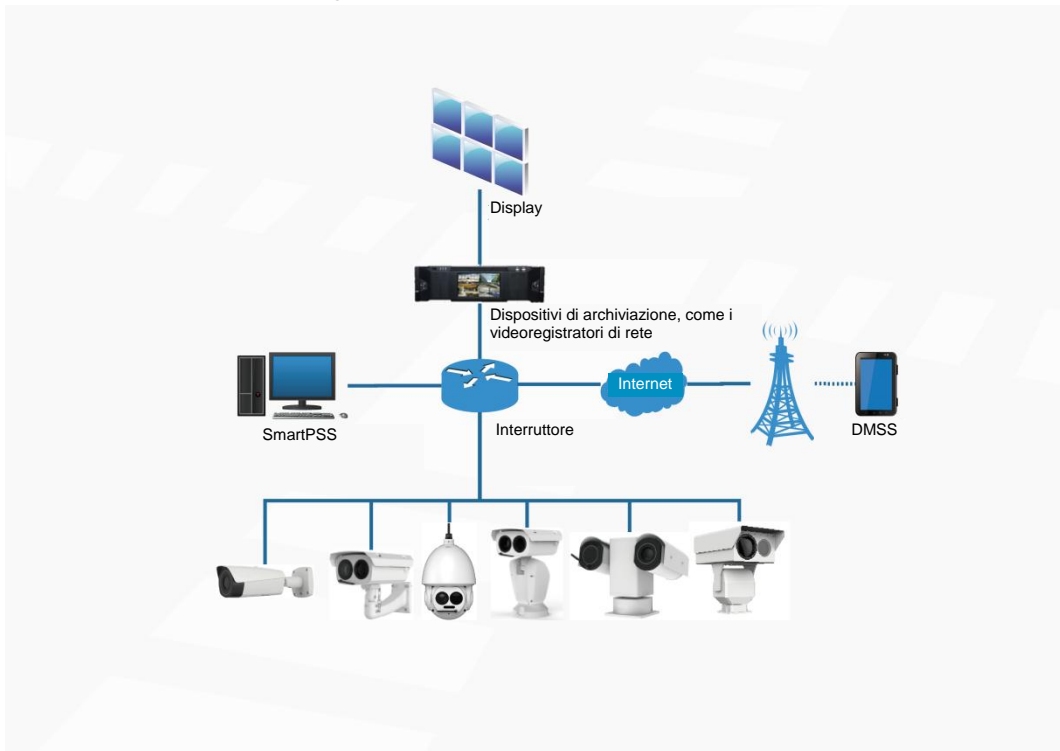 Display
Dispositivi di archiviazione, come i
videoregistratori di rete
Internet
SmartPSS
Interruttore
DMSS